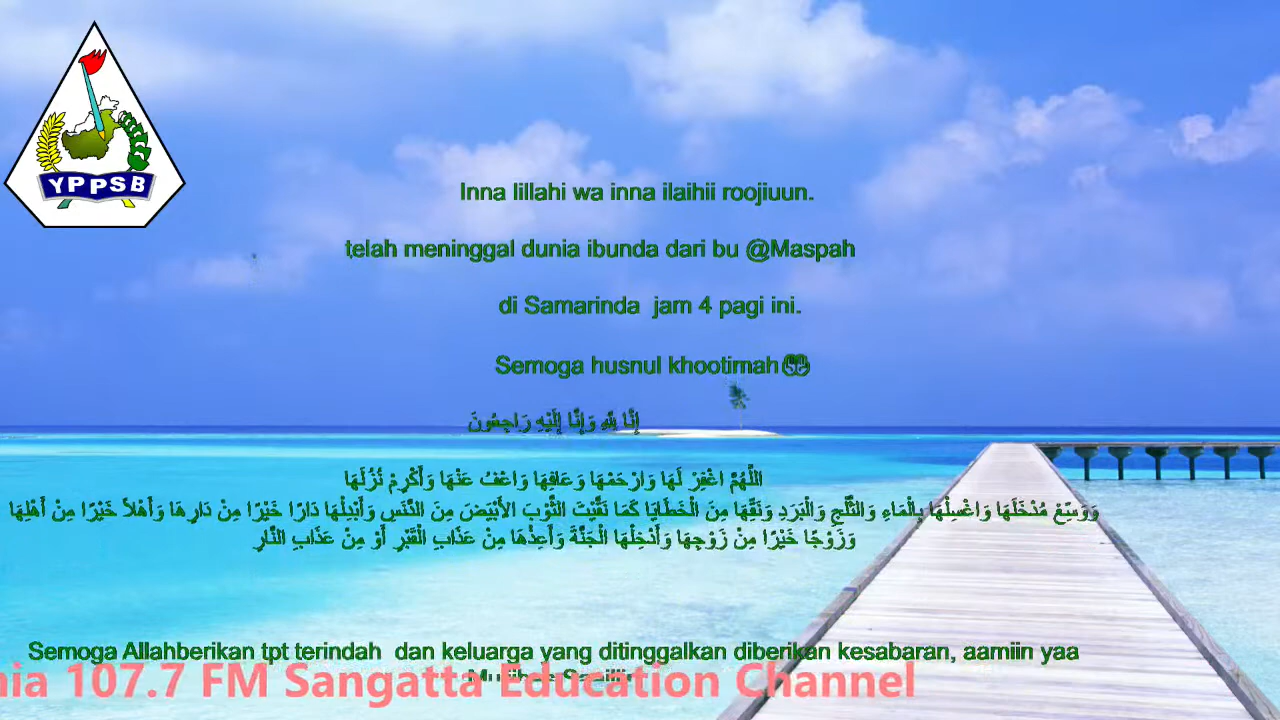 YPPSB
Inna lillahi wa inna ilaihii roojiuun.
telah meninggal dunia ibunda dari bu @Maspah
di Samarinda jam 4 pagi ini.
Semoga husnul khootimah
إِنَّا لِلَّهِ وَإِنَّا إِلَيْهِ رَاجِعُونَ
اللَّهُمَّ اغْفِرْ لَهَا وَارْحَمْهَا وَعَافِهَا وَاعْفُ عَنْهَا وَأَكْرِمْ نُزُلَهَا
وَوَسِّعْ مُدْخَلَهَا وَاغْسِلْهَا بِالْمَاءِ وَالثَّلْجِ وَالْبَرَدِ وَنَقِّهَا مِنَ الْخَطَايَا كَمَا نَقَّيْتَ الثَّوْبَ الأَبْيَضَ مِنَ الدَّنَسِ وَأَبْدِلْهَا دَارًا خَيْرًا مِنْ دَارِهَا وَأَهْلاً خَيْرًا مِنْ أَهْلِهَا
وَزَوْجًا خَيْرًا مِنْ زَوْجِهَا وَأَدْخِلْهَا الْجَنَّةَ وَأَعِذْهَا مِنْ عَذَابِ الْقَبْرِ أَوْ مِنْ عَذَابِ النَّارِ
Semoga Allahberikan tpt terindah dan keluarga yang ditinggalkan diberikan kesabaran, aamiin yaa
107.7 FM Sangatta Education Channel